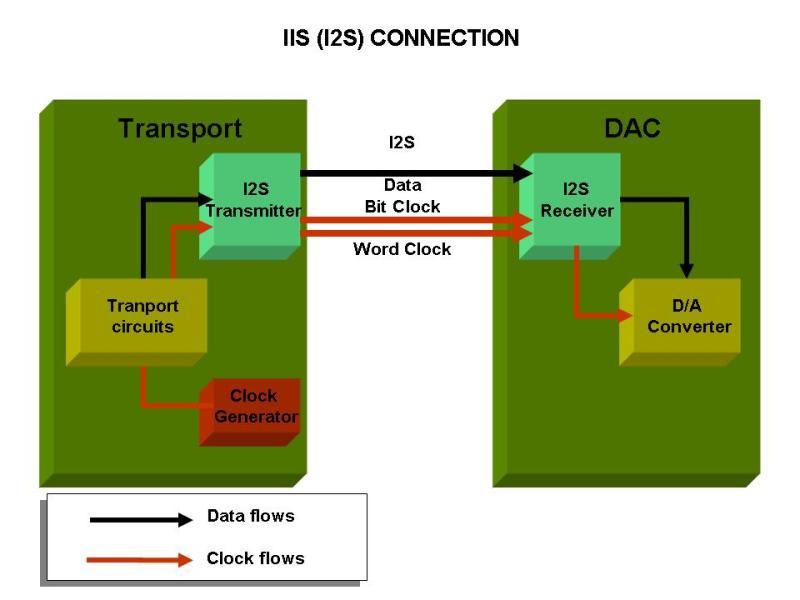 IIS (I2S) CONNECTION
Transport
DAC
I2S
I2S
Transmitter
Data
Bit Clock
Word Clock
I2S
Receiver
Tranport
circuits
D/A
Converter
Clock
Generator
Data flows
Clock flows